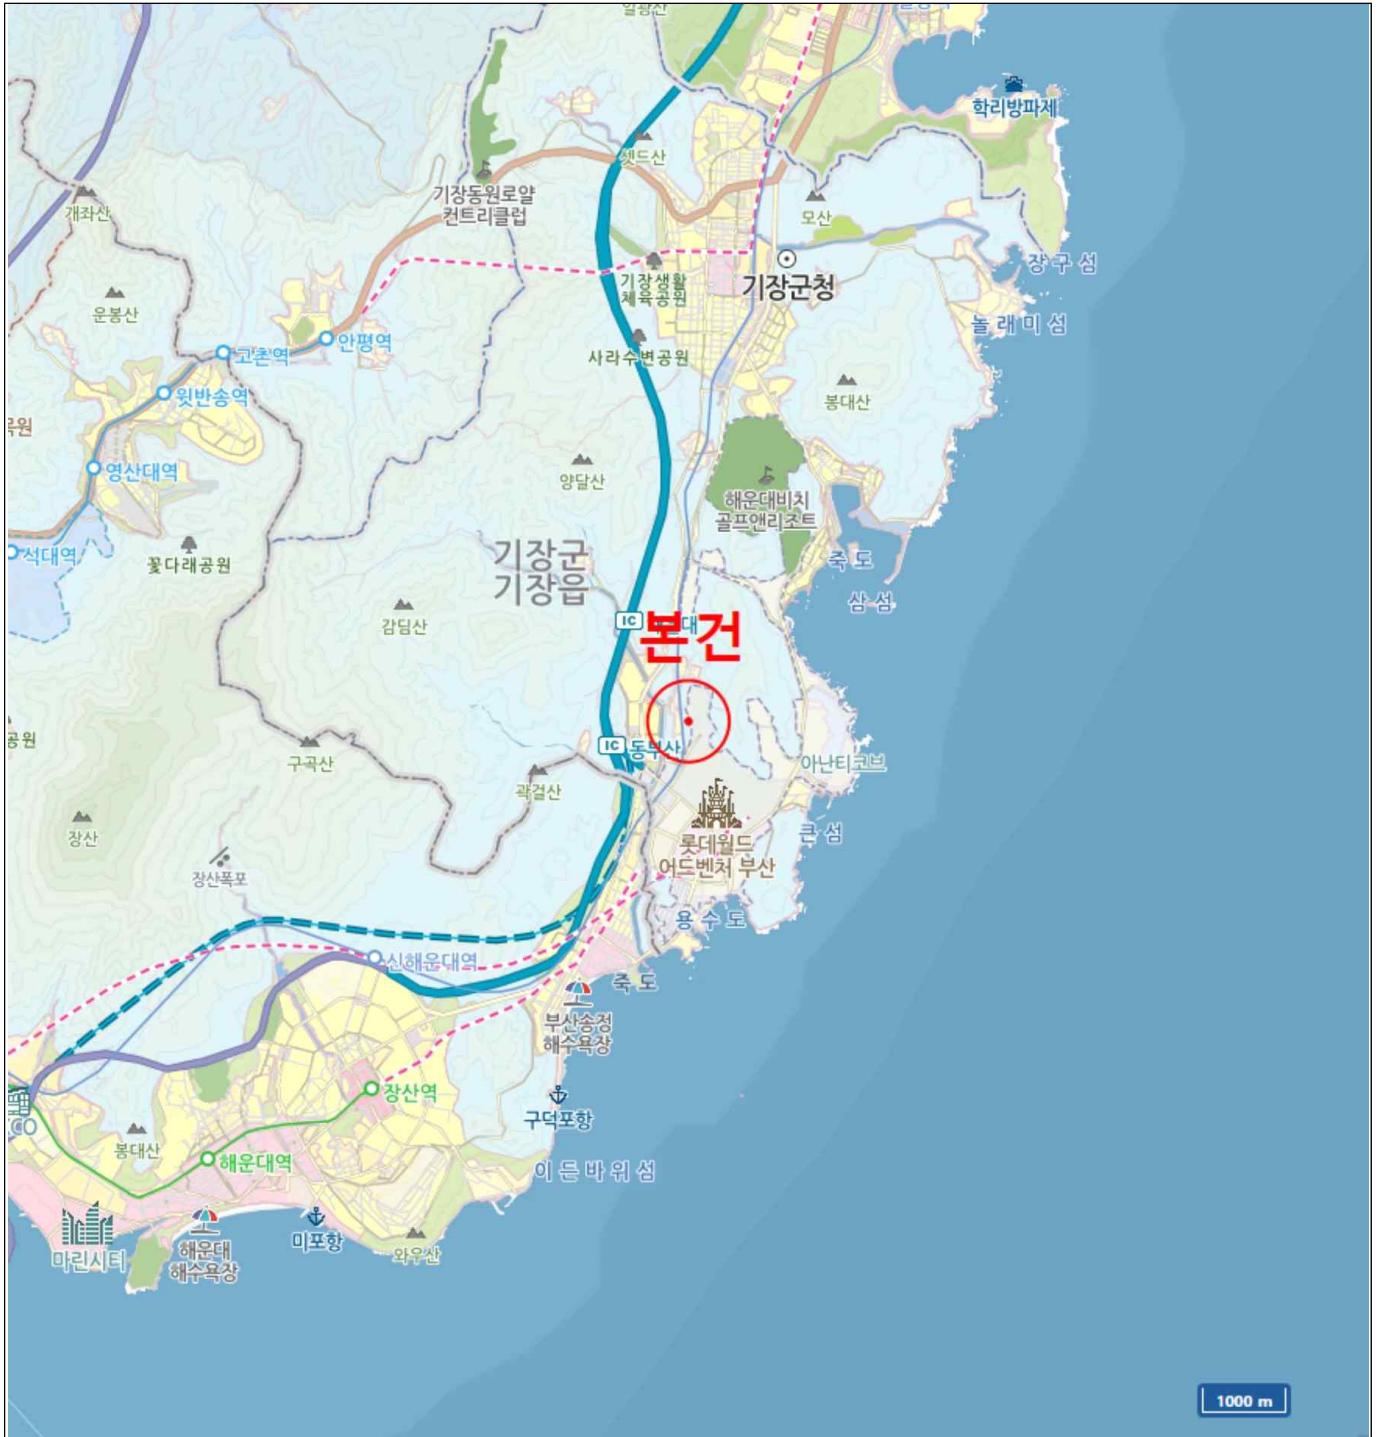 일광산
학리방파제
쌧드산
기장동원로얄
컨트리클럽
개좌산
모산
장구섬
기장생활
체육공원
기장군청
운봉산
놀래미섬
고촌역
안평역
사라수변공원
윗반송역
봉대산
영산대역
양달산
해운대비치
골프앤리조트
석대역
꽃다래공원
기장군
기장읍
죽도
삼섬
감딤산
IC
본건
공원
구곡산
IC 동부산
아난티코브
곽걸산
장산
큰섬
롯데월드
어드벤처 부산
장산폭포
용수도
신해운대역
죽도
부산송정
해수욕장
장산역
구덕포항
봉대산
해운대역
이든바위섬
마린시티
해운대
해수욕장
미포항
와우산
1000 m